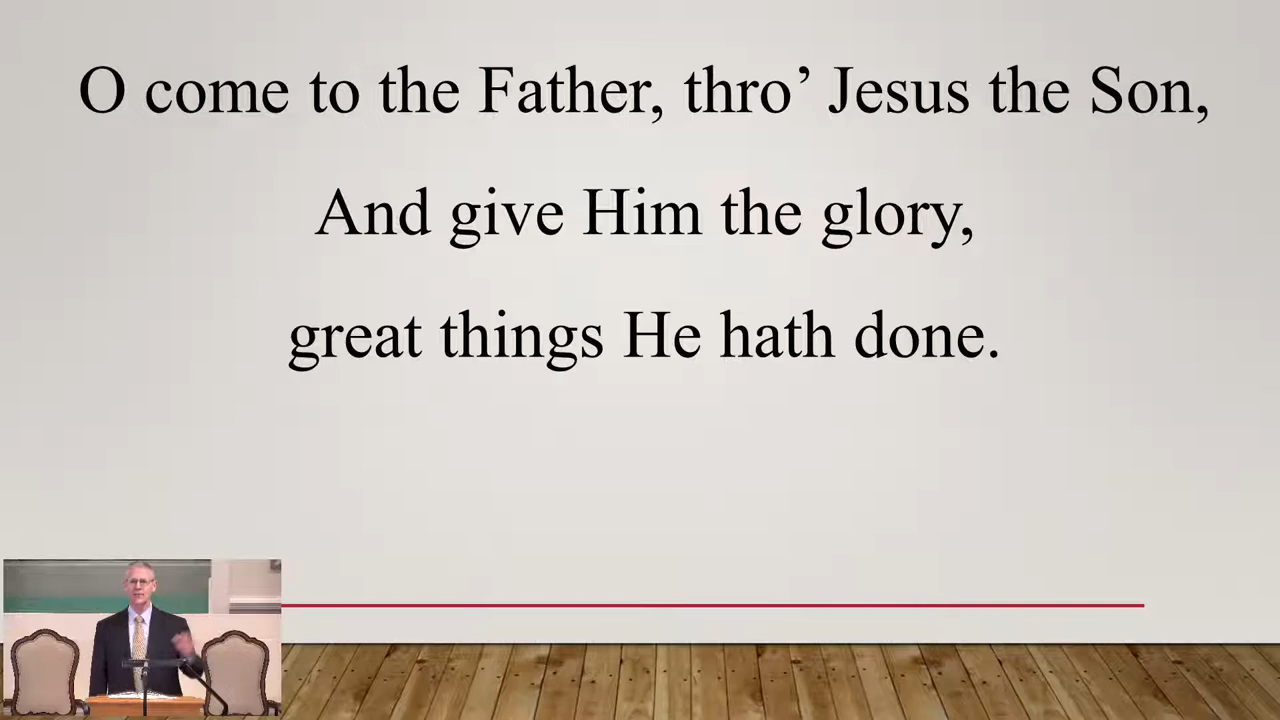 O come to the Father, thro’ Jesus the Son,
And give Him the glory,
great things He hath done.